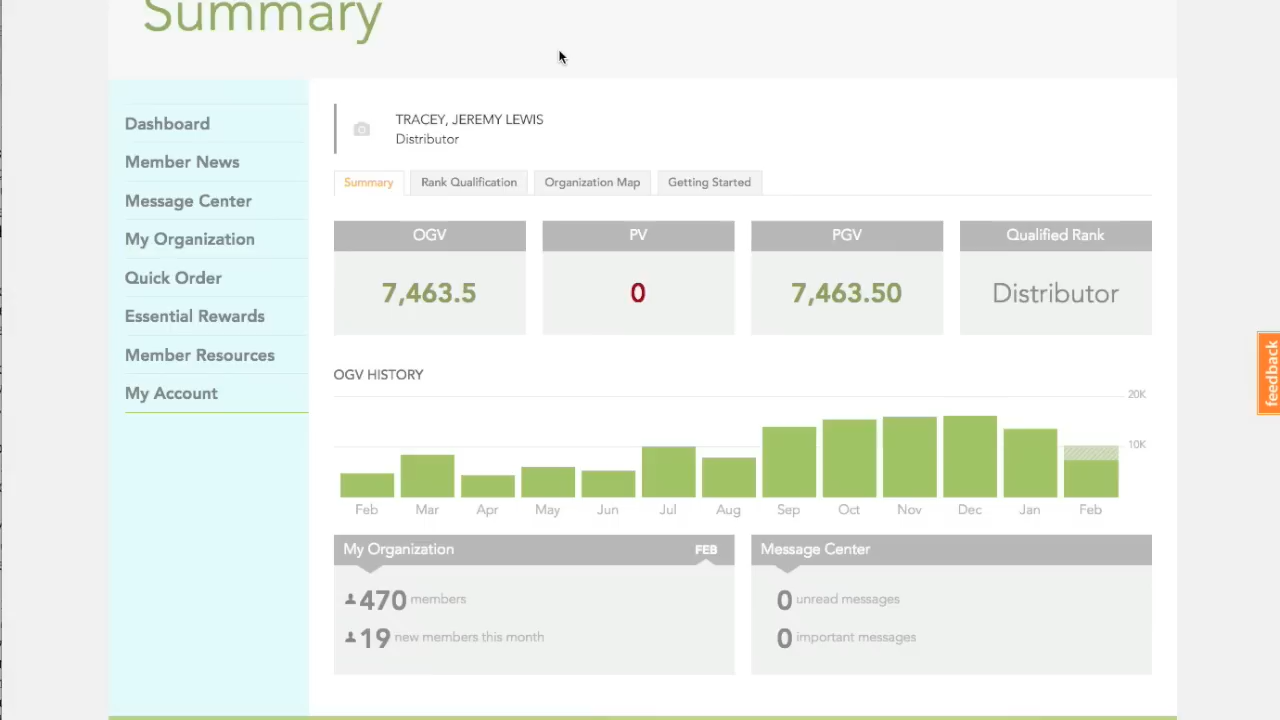 Summary
Dashboard
Member News
Message Center
My Organization
Quick Order
Essential Rewards
Member Resources
My Account
TRACEY, JEREMY LEWIS
Distributor
Summary Rank Qualification Organization Map Getting Started
OGV PV PGV Qualified Rank
7,463.5 0 7,463.50 Distributor
OGV HISTORY
20K
10K
Feb Mar Apr May Jun Jul Aug Sep Oct Nov Dec Jan Feb
My Organization FEB
470 members
19 new members this month
Message Center
0 unread messages
0 important messages
feedback